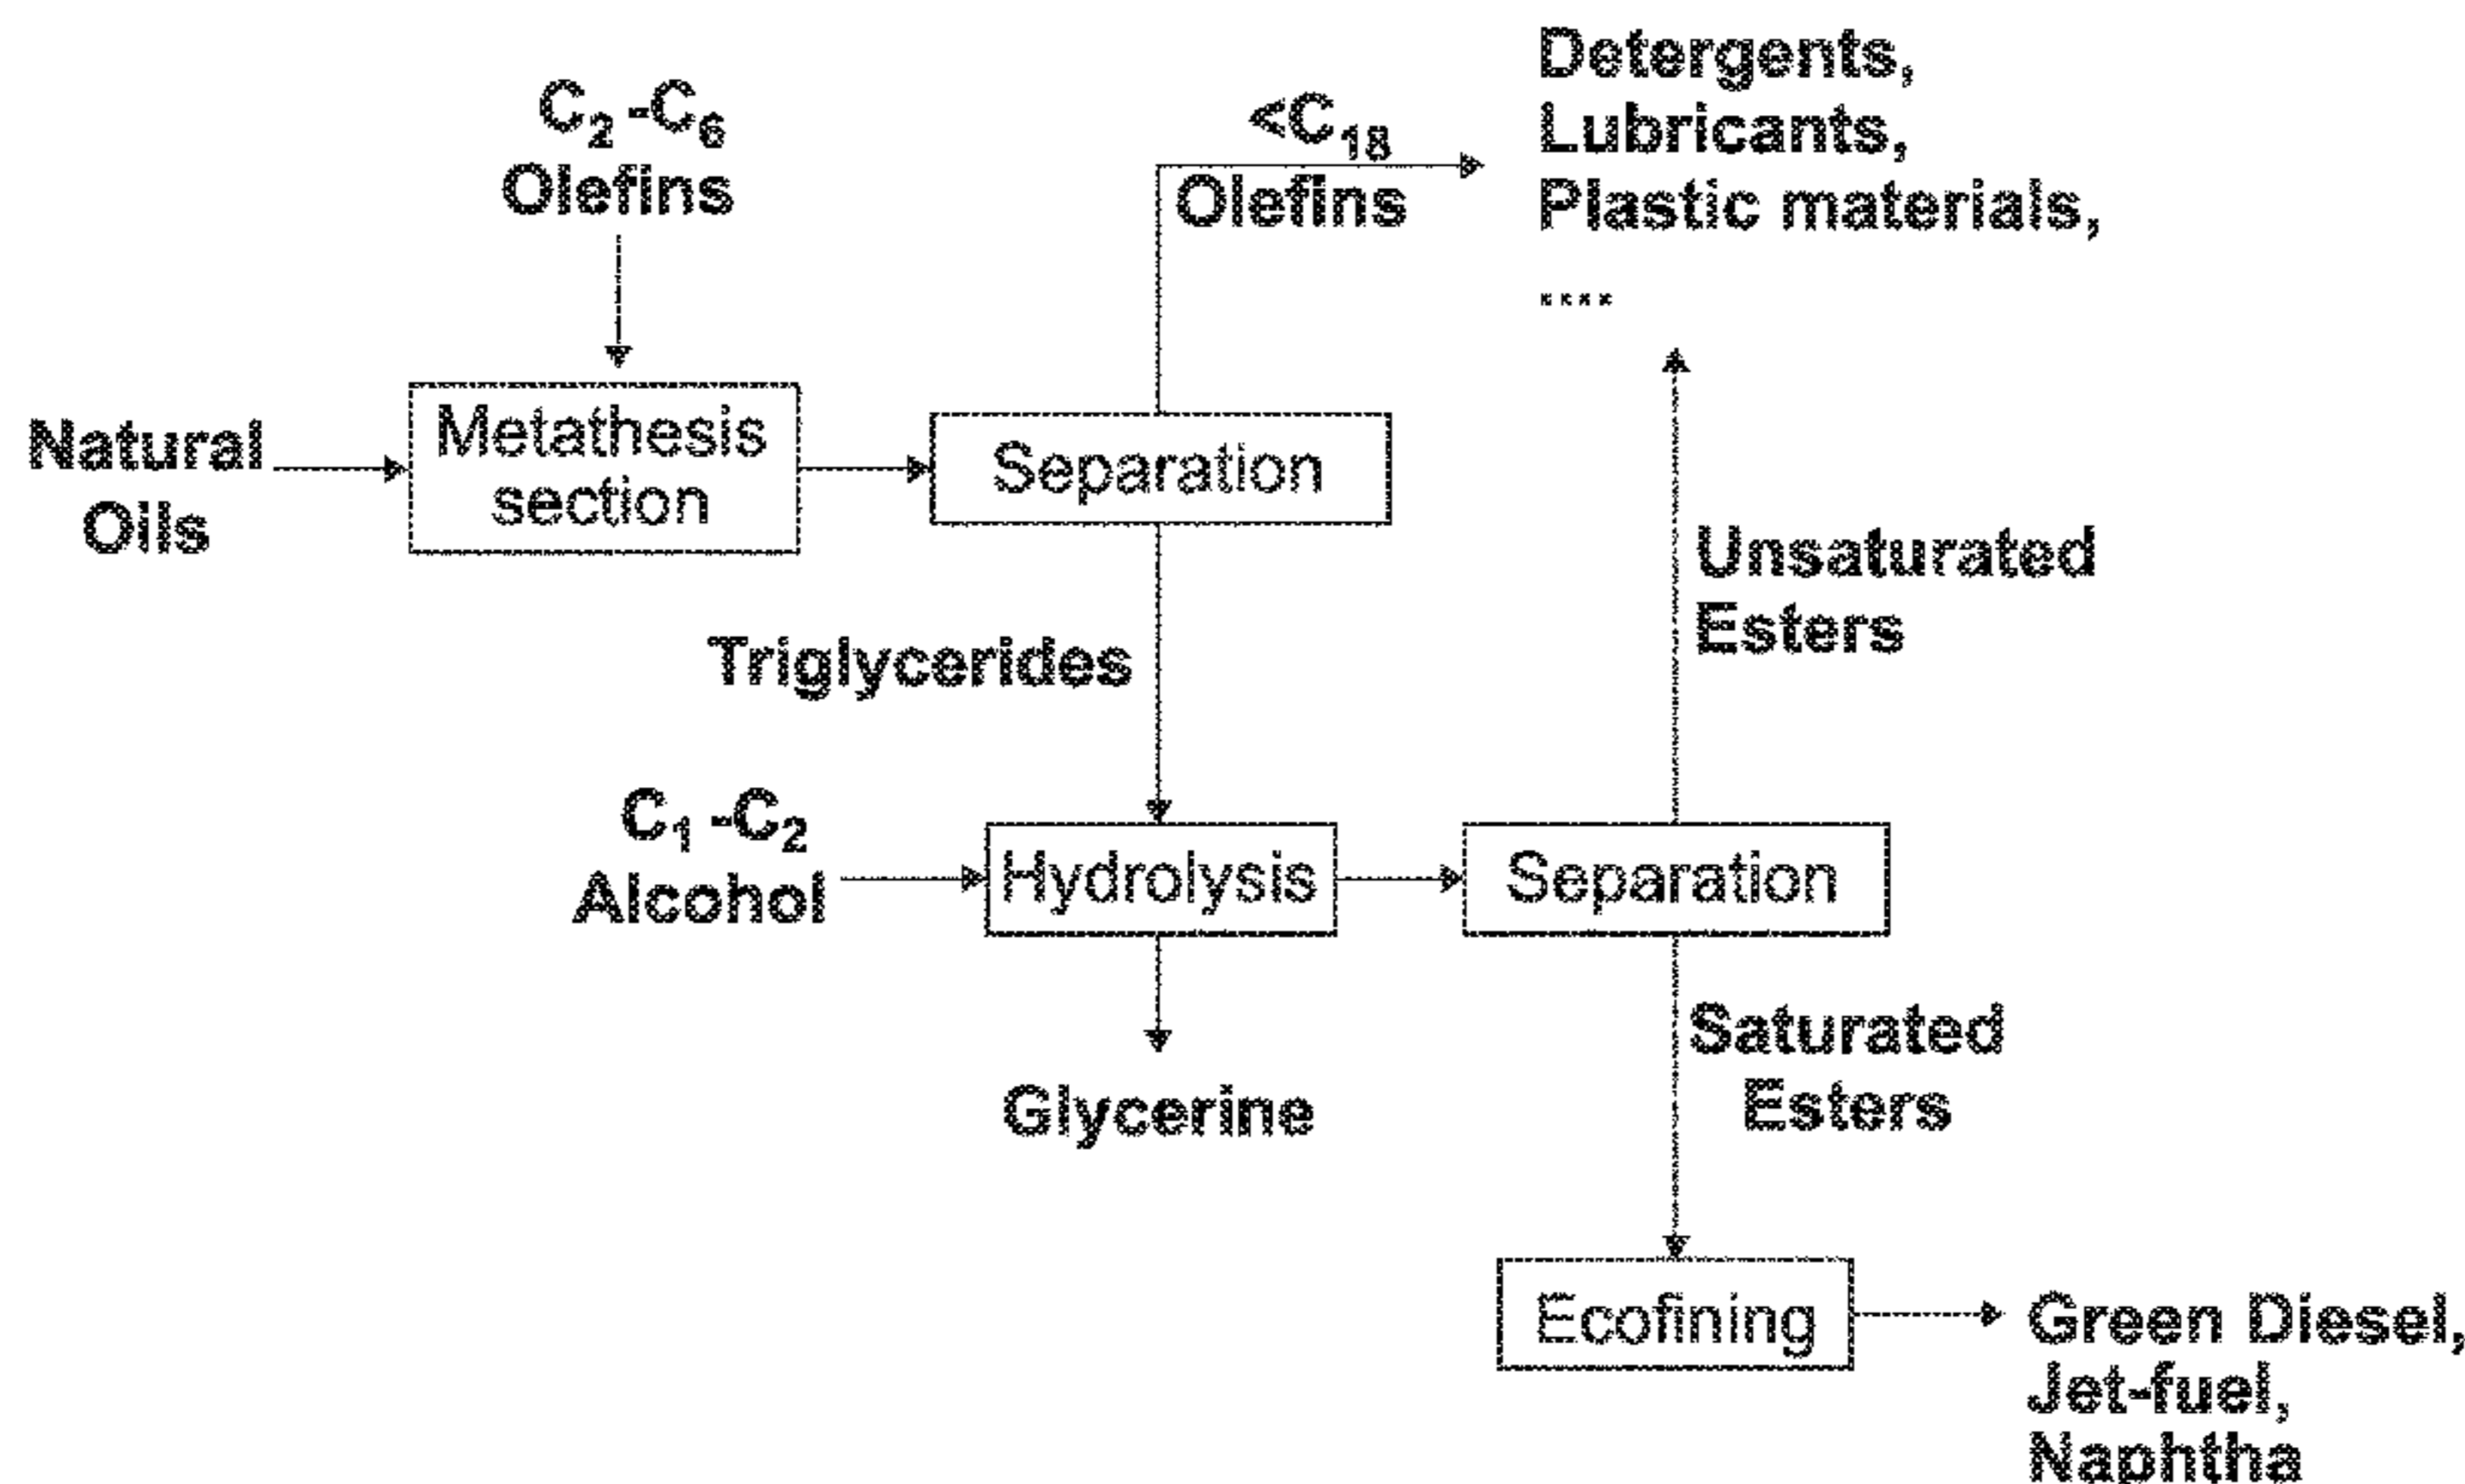 C₂-C₆
Olefins
<C₁₈
Olefins
Detergents,
Lubricants,
Plastic materials,
....
Natural
Oils
Metathesis
section
Separation
Unsaturated
Esters
Triglycerides
C₁-C₂
Alcohol
Hydrolysis
Separation
Glycerine
Saturated
Esters
Ecofining
Green Diesel,
Jet-fuel,
Naphtha